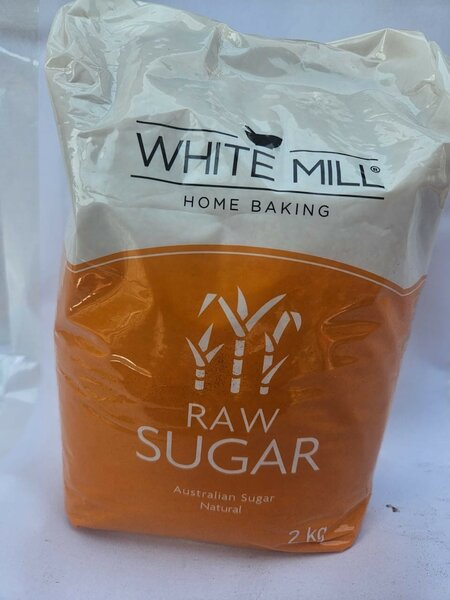 WHITE MILL®
HOME BAKING
RAW
SUGAR
Australian Sugar
Natural
2 kg